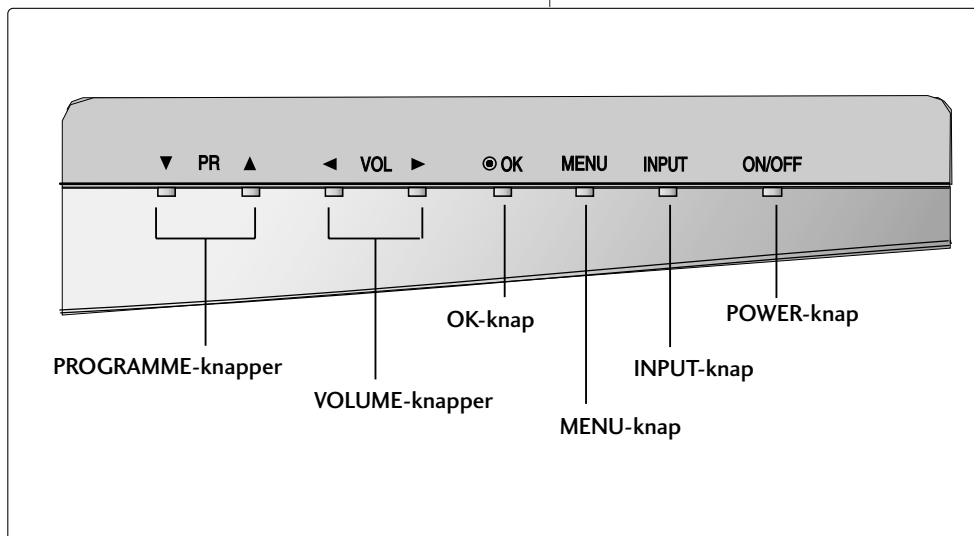 ▼ PR ▲ ◄ VOL ► ◉ OK MENU INPUT ON/OFF
OK-knap
POWER-knap
PROGRAMME-knapper
INPUT-knap
VOLUME-knapper
MENU-knap